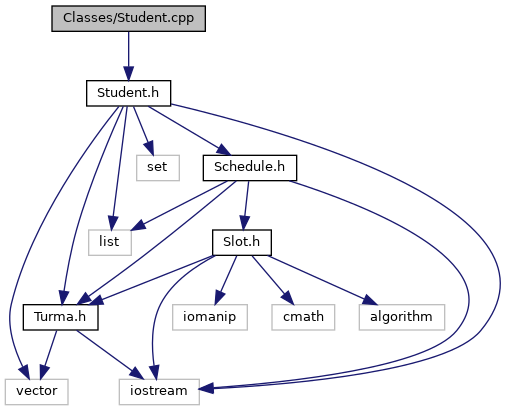 Classes/Student.cpp
Student.h
set
Schedule.h
list
Slot.h
Turma.h
iomanip
cmath
algorithm
vector
iostream